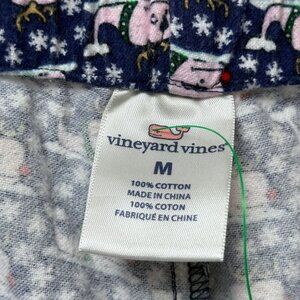 vineyard vines
M
100% COTTON
MADE IN CHINA
100% COTON
FABRIQUÉ EN CHINE